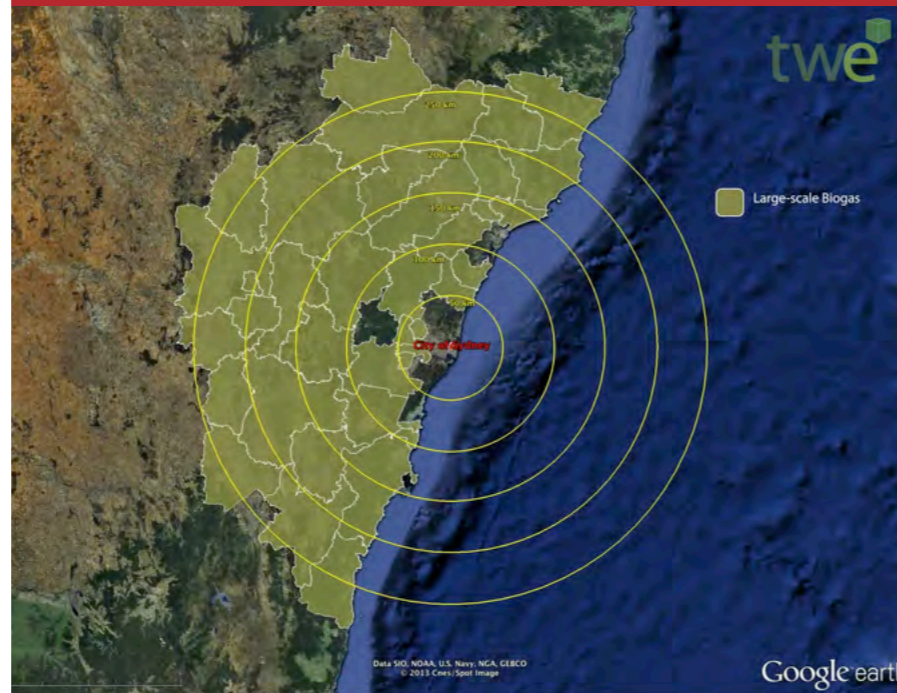 twe
250 km
200 km
Large-scale Biogas
150 km
100 km
50 km
City of Sydney
Data SIO, NOAA, U.S. Navy, NGA, GEBCO
© 2013 Cnes/Spot Image
Google earth